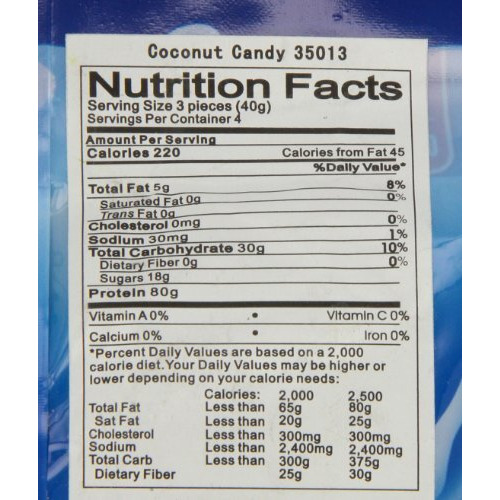 Coconut Candy 35013
Nutrition Facts
Serving Size 3 pieces (40g)
Servings Per Container 4
Amount Per Serving
Calories 220 Calories from Fat 45
%Daily Value*
Total Fat 5g 8%
Saturated Fat 0g 0%
Trans Fat 0g
Cholesterol 0mg 0%
Sodium 30mg 1%
Total Carbohydrate 30g 10%
Dietary Fiber 0g 0%
Sugars 18g
Protein 80g
Vitamin A 0% • Vitamin C 0%
Calcium 0% • Iron 0%
*Percent Daily Values are based on a 2,000
calorie diet.Your Daily Values may be higher or
lower depending on your calorie needs:
Calories: 2,000 2,500
Total Fat Less than 65g 80g
Sat Fat Less than 20g 25g
Cholesterol Less than 300mg 300mg
Sodium Less than 2,400mg 2,400mg
Total Carb Less than 300g 375g
Dietary Fiber 25g 30g